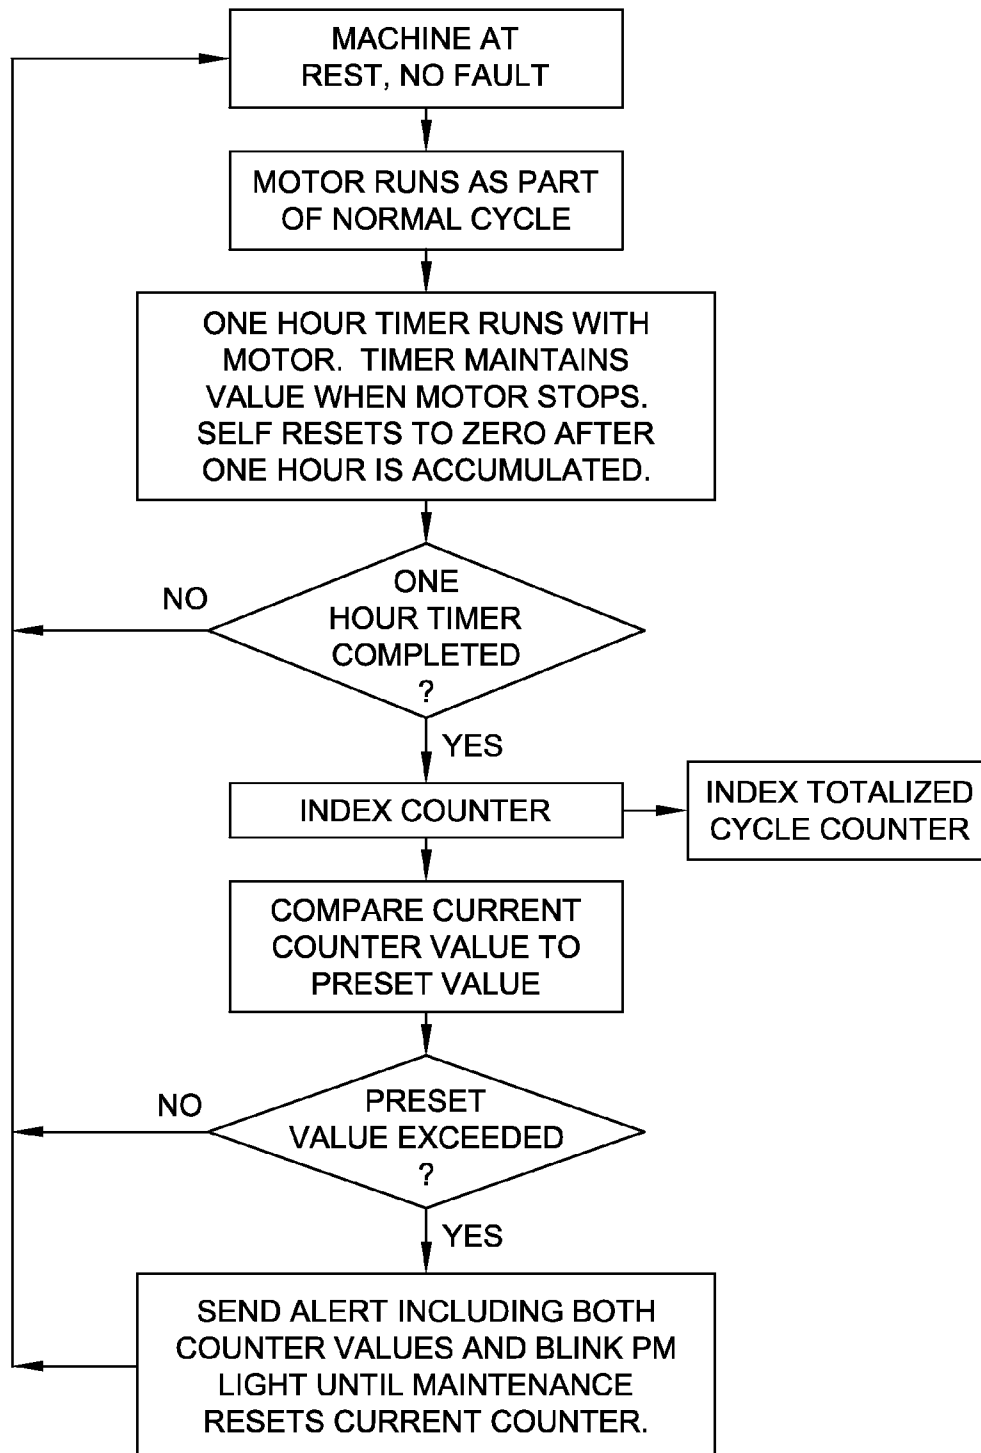 MACHINE AT
REST, NO FAULT
MOTOR RUNS AS PART
OF NORMAL CYCLE
ONE HOUR TIMER RUNS WITH
MOTOR. TIMER MAINTAINS
VALUE WHEN MOTOR STOPS.
SELF RESETS TO ZERO AFTER
ONE HOUR IS ACCUMULATED.
ONE
HOUR TIMER
COMPLETED
?
NO
YES
INDEX COUNTER
INDEX TOTALIZED
CYCLE COUNTER
COMPARE CURRENT
COUNTER VALUE TO
PRESET VALUE
PRESET
VALUE EXCEEDED
?
NO
YES
SEND ALERT INCLUDING BOTH
COUNTER VALUES AND BLINK PM
LIGHT UNTIL MAINTENANCE
RESETS CURRENT COUNTER.